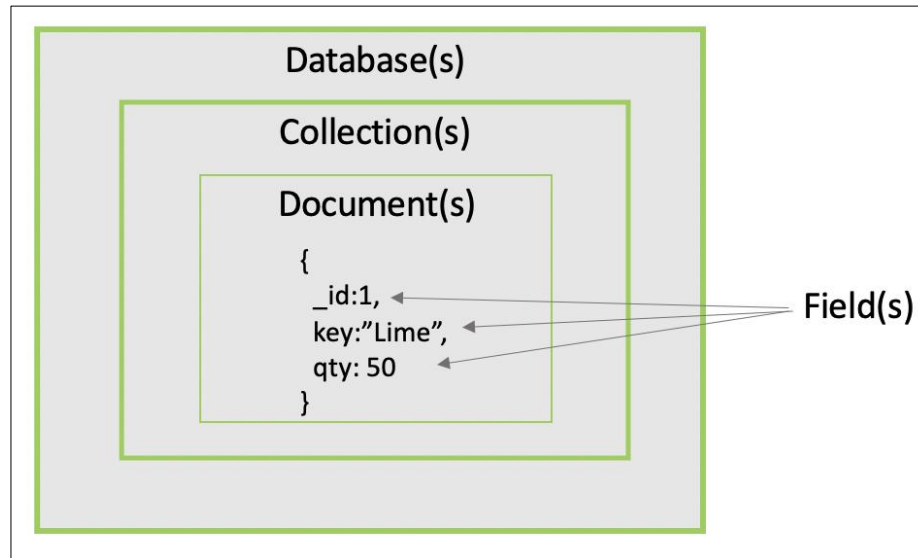 Database(s)
Collection(s)
Document(s)
{
_id:1,
key:”Lime”,
qty: 50
}
Field(s)